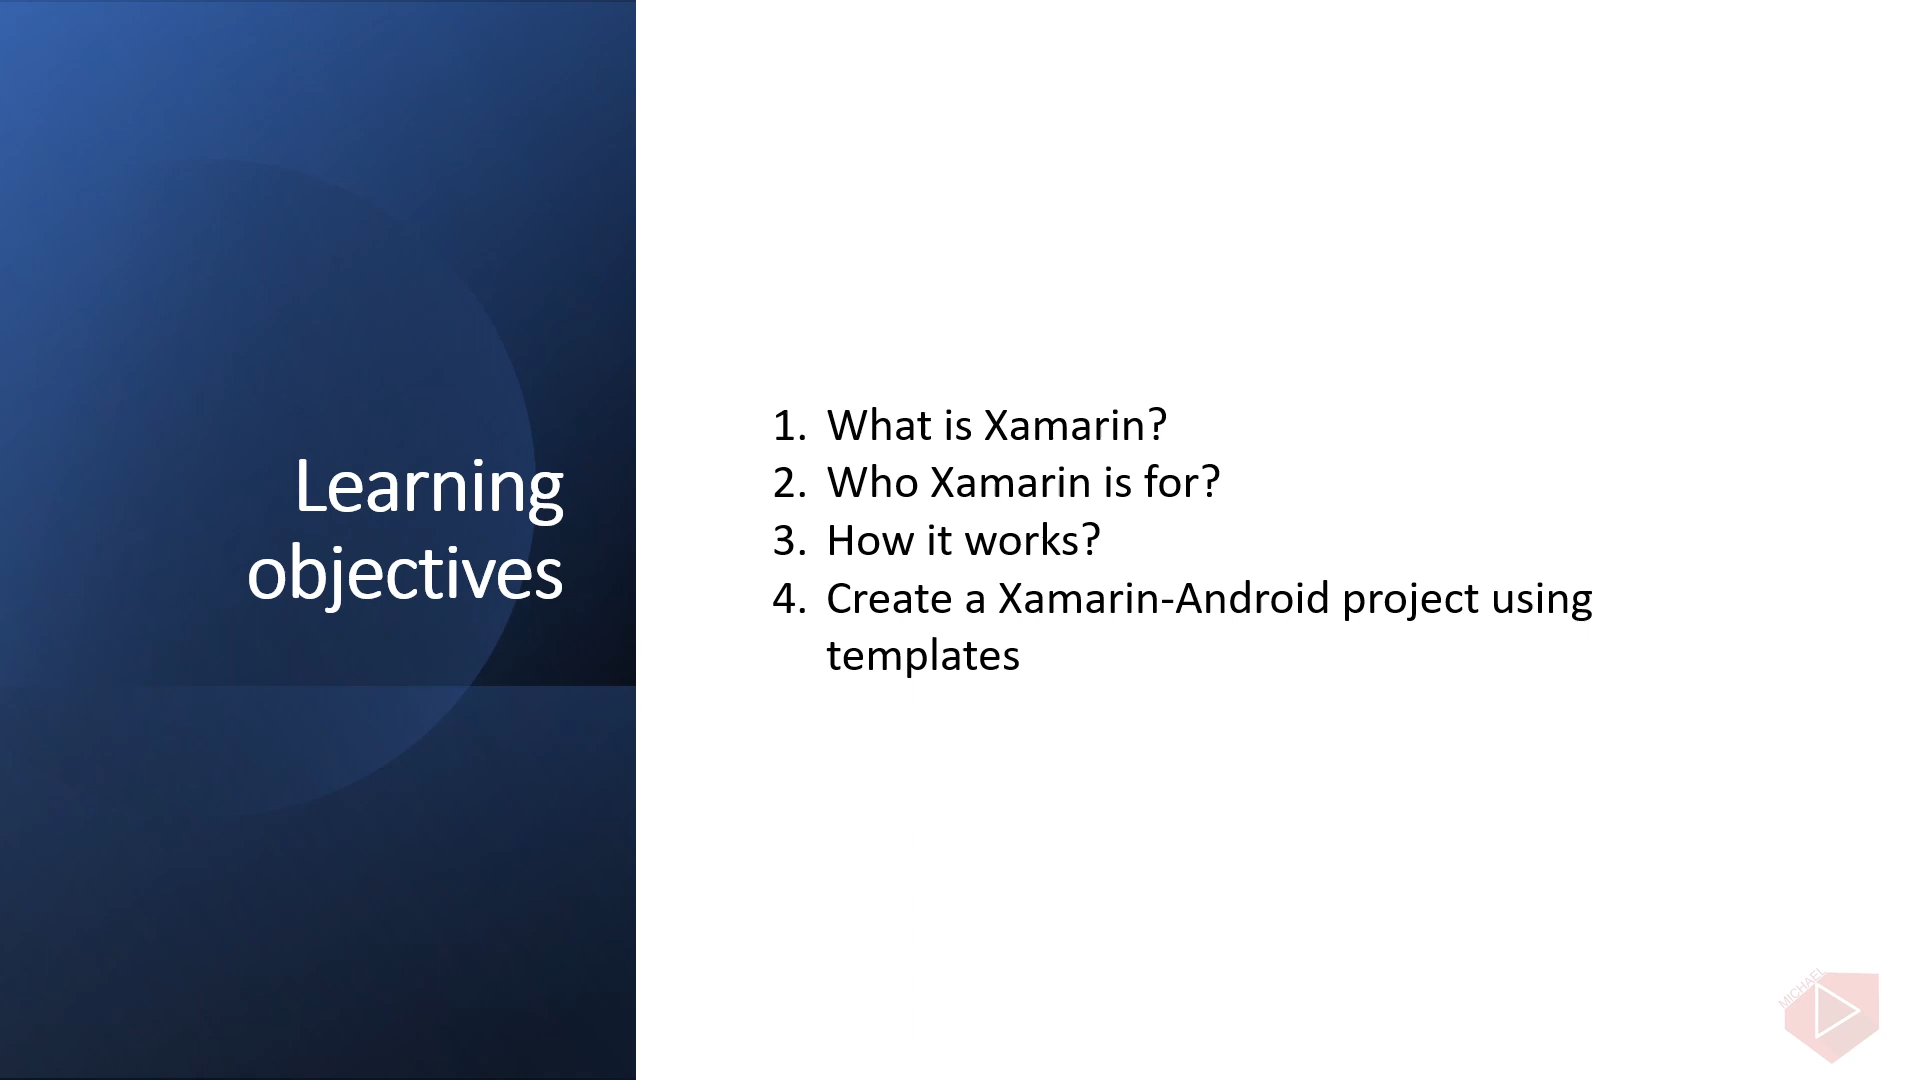 Learning
objectives
1. What is Xamarin?
2. Who Xamarin is for?
3. How it works?
4. Create a Xamarin-Android project using
templates
MICHAEL